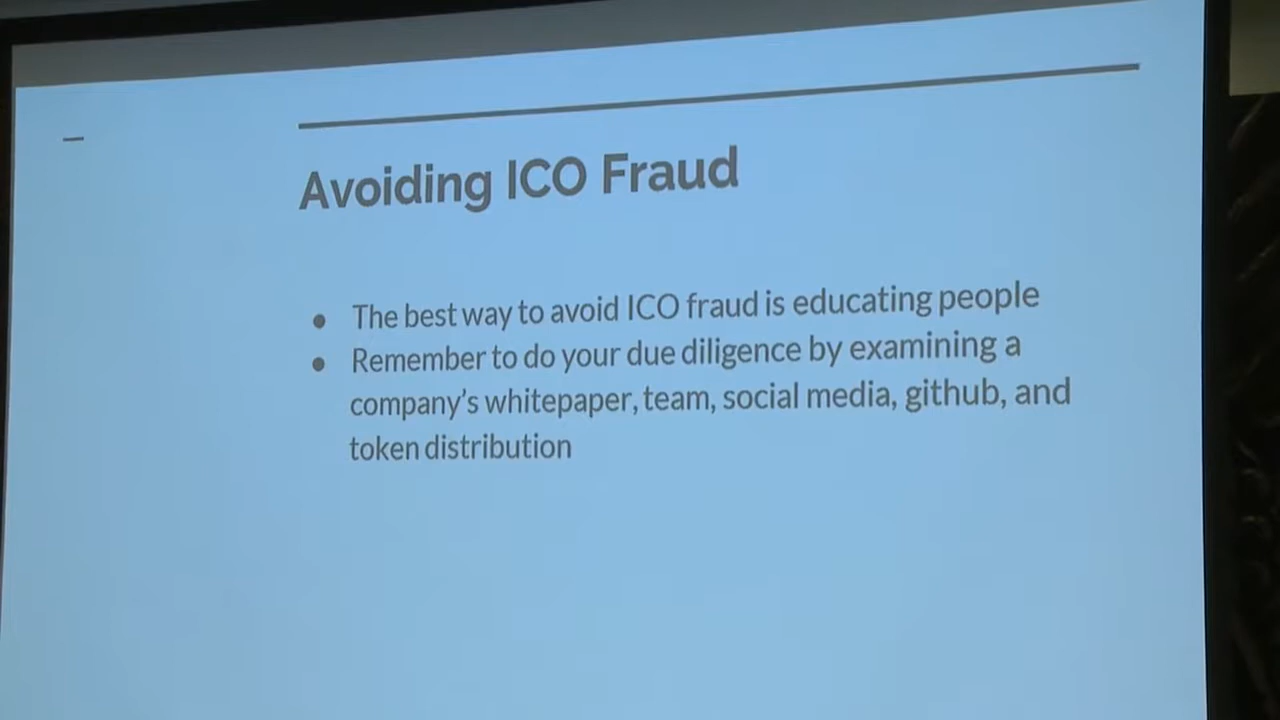 Avoiding ICO Fraud
● The best way to avoid ICO fraud is educating people
● Remember to do your due diligence by examining a
company's whitepaper, team, social media, github, and
token distribution